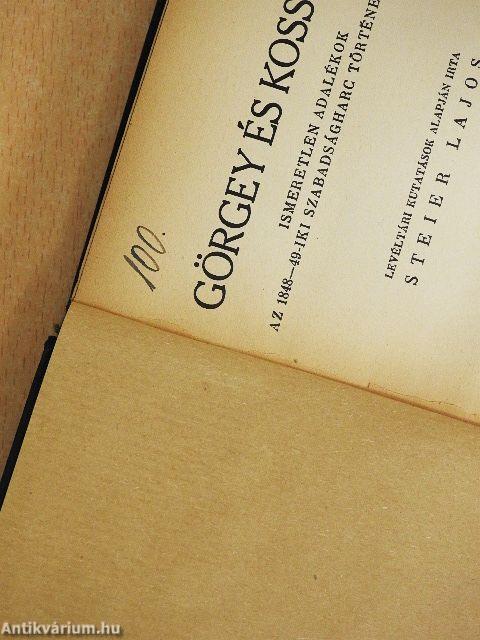 GÖRGEY ÉS KOSS
ISMERETLEN ADALÉKOK
AZ 1848—49-IKI SZABADSÁGHARC TÖRTÉNE
LEVÉLTÁRI KUTATÁSOK ALAPJÁN IRTA
STEIER LAJOS
100.
Antikvárium.hu